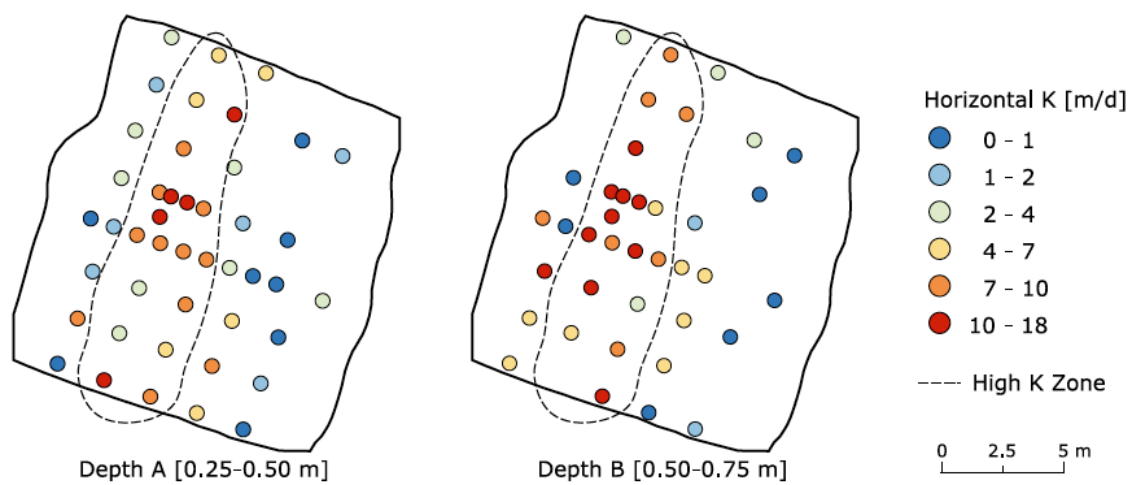 Horizontal K [m/d]
0 - 1
1 - 2
2 - 4
4 - 7
7 - 10
10 - 18
High K Zone
0 2.5 5 m
Depth A [0.25-0.50 m]
Depth B [0.50-0.75 m]